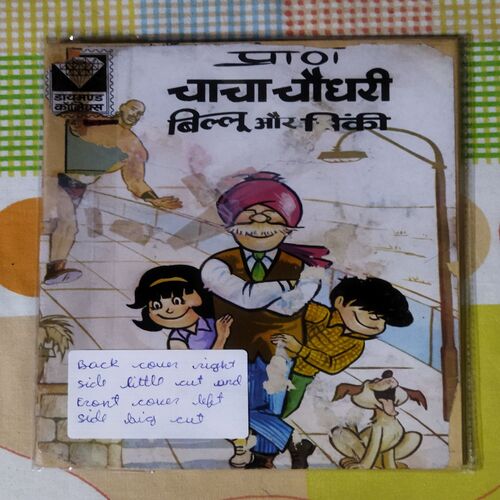 प्राण
डायमण्ड
कॉमिक्स
चाचा चौधरी
बिल्लू और पिंकी
Back cover right
side little cut and
Front cover left
side big cut